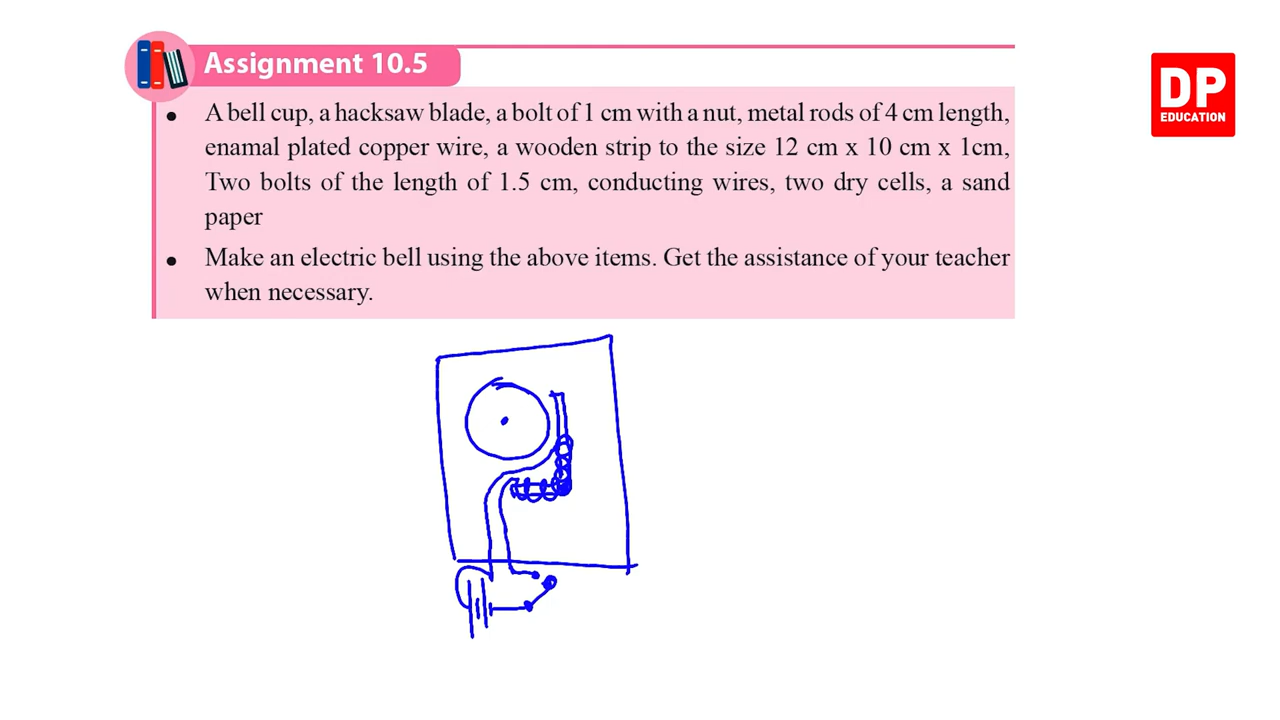 Assignment 10.5
DP
EDUCATION
• A bell cup, a hacksaw blade, a bolt of 1 cm with a nut, metal rods of 4 cm length,
enamal plated copper wire, a wooden strip to the size 12 cm x 10 cm x 1cm,
Two bolts of the length of 1.5 cm, conducting wires, two dry cells, a sand
paper
• Make an electric bell using the above items. Get the assistance of your teacher
when necessary.